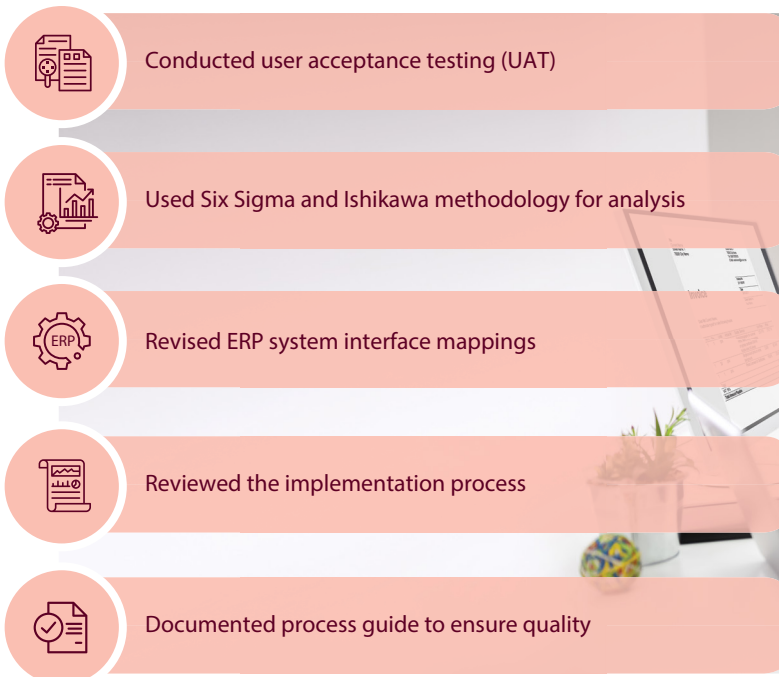 Conducted user acceptance testing (UAT)
Used Six Sigma and Ishikawa methodology for analysis
ERP
Revised ERP system interface mappings
Reviewed the implementation process
Documented process guide to ensure quality